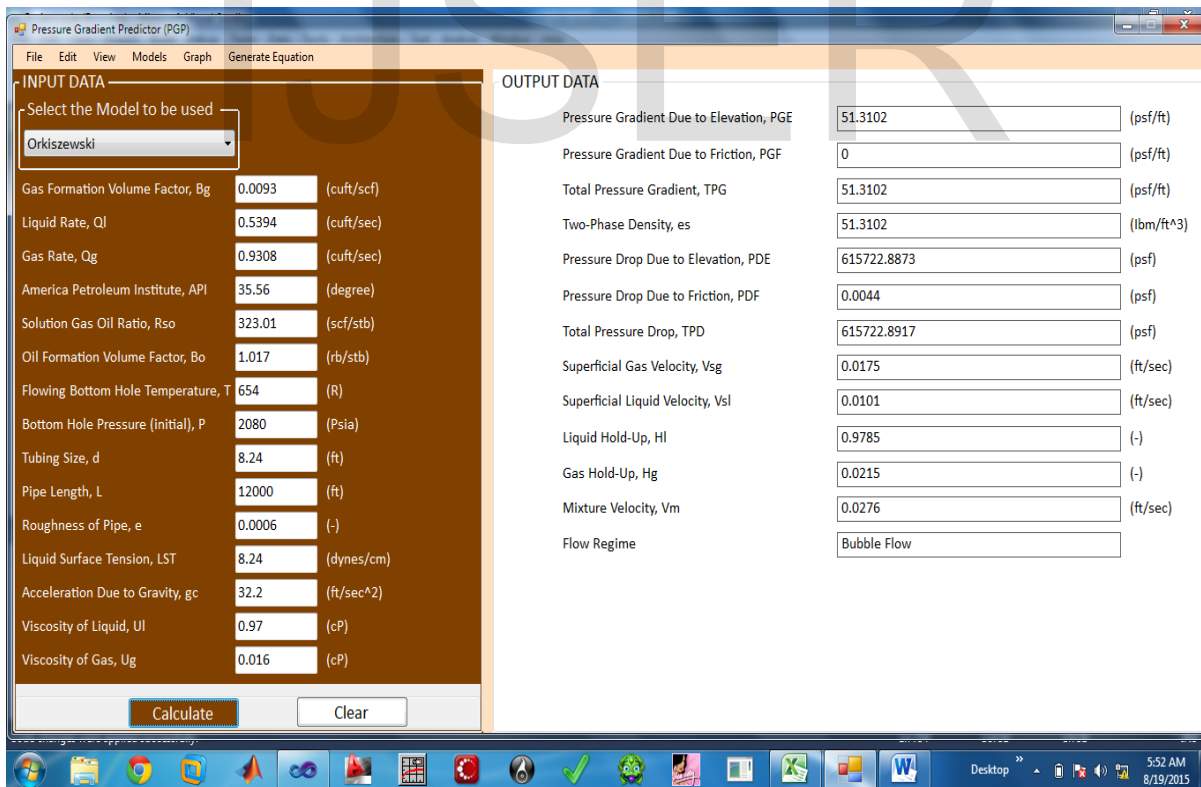 IJSER
Pressure Gradient Predictor (PGP)
File Edit View Models Graph Generate Equation
INPUT DATA
Select the Model to be used
Orkiszewski
Gas Formation Volume Factor, Bg 0.0093 (cuft/scf)
Liquid Rate, Ql 0.5394 (cuft/sec)
Gas Rate, Qg 0.9308 (cuft/sec)
America Petroleum Institute, API 35.56 (degree)
Solution Gas Oil Ratio, Rso 323.01 (scf/stb)
Oil Formation Volume Factor, Bo 1.017 (rb/stb)
Flowing Bottom Hole Temperature, T 654 (R)
Bottom Hole Pressure (initial), P 2080 (Psia)
Tubing Size, d 8.24 (ft)
Pipe Length, L 12000 (ft)
Roughness of Pipe, e 0.0006 (-)
Liquid Surface Tension, LST 8.24 (dynes/cm)
Acceleration Due to Gravity, gc 32.2 (ft/sec^2)
Viscosity of Liquid, Ul 0.97 (cP)
Viscosity of Gas, Ug 0.016 (cP)
Calculate Clear
OUTPUT DATA
Pressure Gradient Due to Elevation, PGE 51.3102 (psf/ft)
Pressure Gradient Due to Friction, PGF 0 (psf/ft)
Total Pressure Gradient, TPG 51.3102 (psf/ft)
Two-Phase Density, es 51.3102 (Ibm/ft^3)
Pressure Drop Due to Elevation, PDE 615722.8873 (psf)
Pressure Drop Due to Friction, PDF 0.0044 (psf)
Total Pressure Drop, TPD 615722.8917 (psf)
Superficial Gas Velocity, Vsg 0.0175 (ft/sec)
Superficial Liquid Velocity, Vsl 0.0101 (ft/sec)
Liquid Hold-Up, Hl 0.9785 (-)
Gas Hold-Up, Hg 0.0215 (-)
Mixture Velocity, Vm 0.0276 (ft/sec)
Flow Regime Bubble Flow
Desktop
5:52 AM
8/19/2015